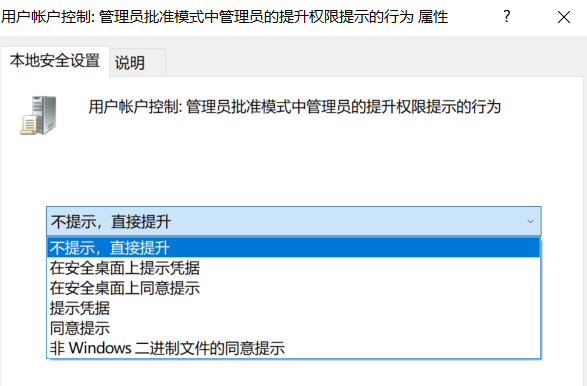 用户帐户控制: 管理员批准模式中管理员的提升权限提示的行为 属性
本地安全设置 说明
用户帐户控制: 管理员批准模式中管理员的提升权限提示的行为
不提示，直接提升
不提示，直接提升
在安全桌面上提示凭据
在安全桌面上同意提示
提示凭据
同意提示
非 Windows 二进制文件的同意提示